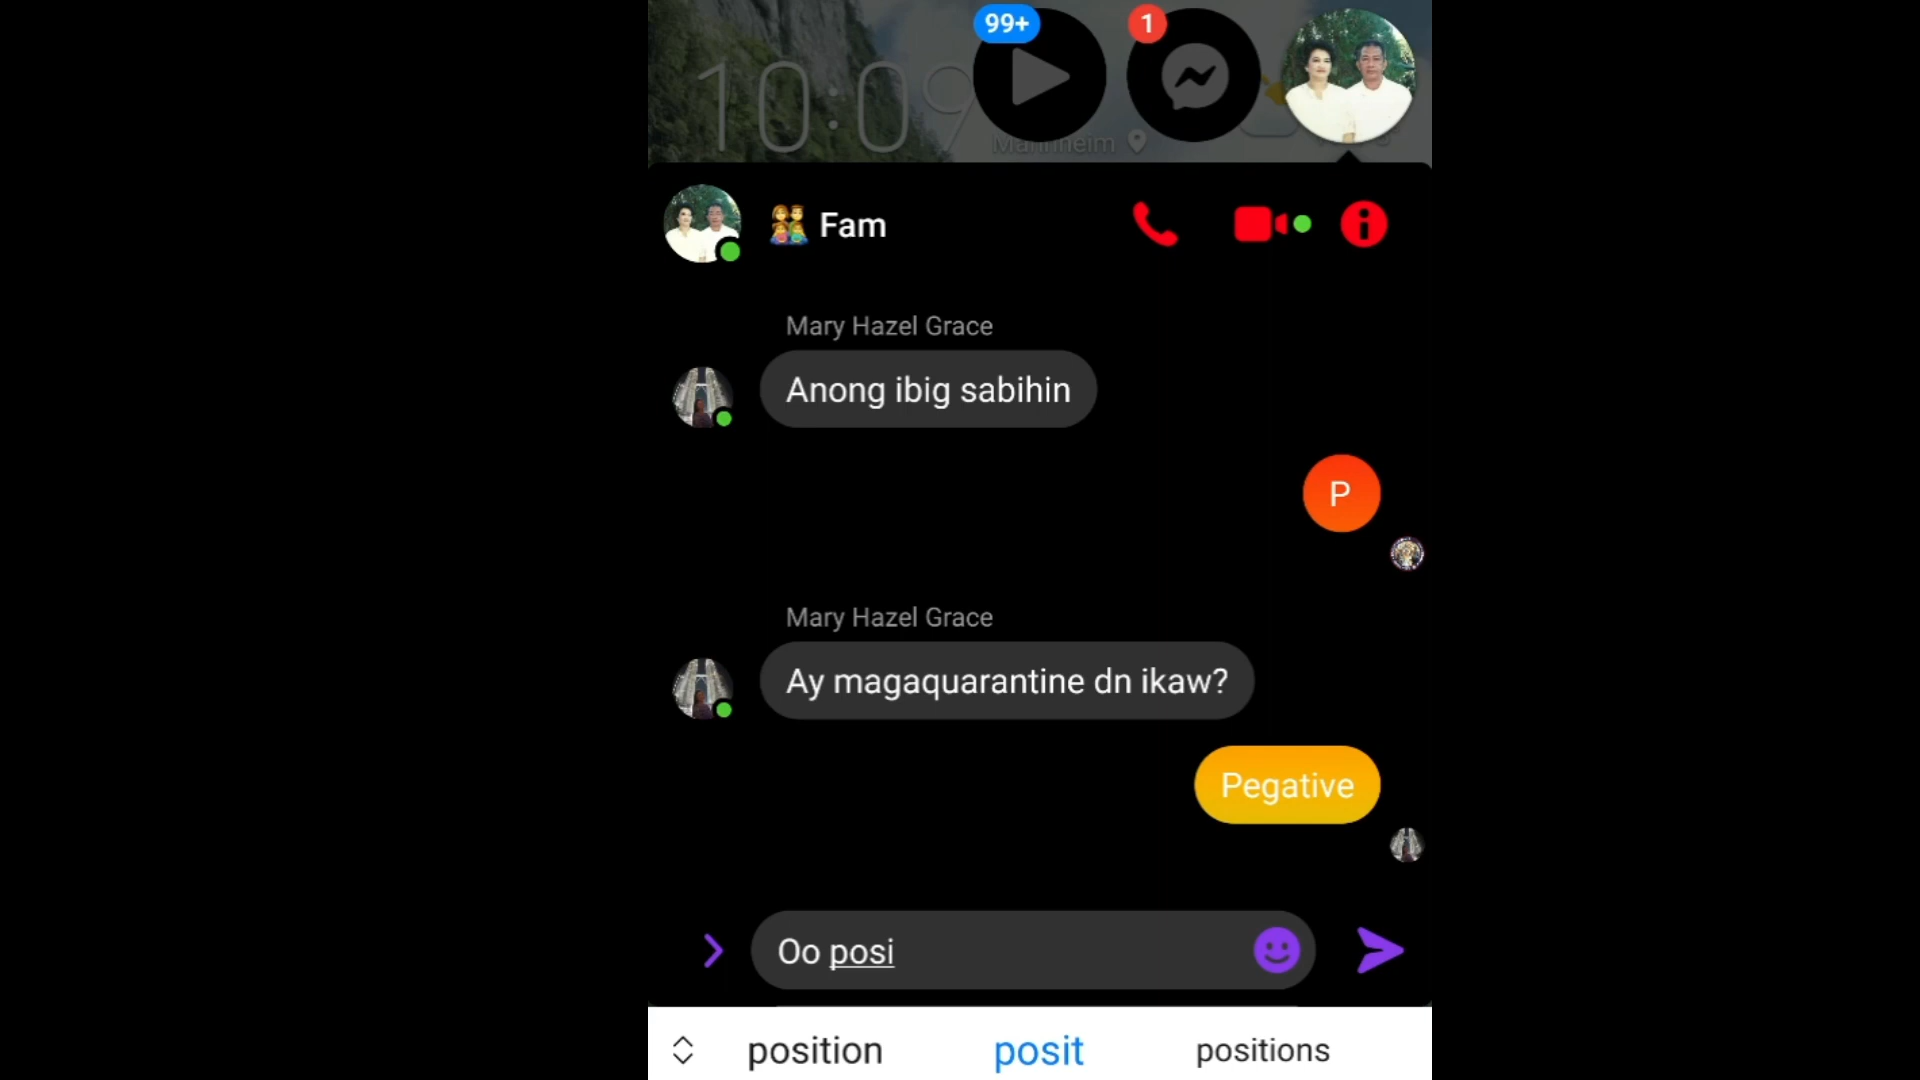 99+
1
10:09
Mannheim
Fam
Mary Hazel Grace
Anong ibig sabihin
P
Mary Hazel Grace
Ay magaquarantine dn ikaw?
Pegative
Oo posi
position posit positions